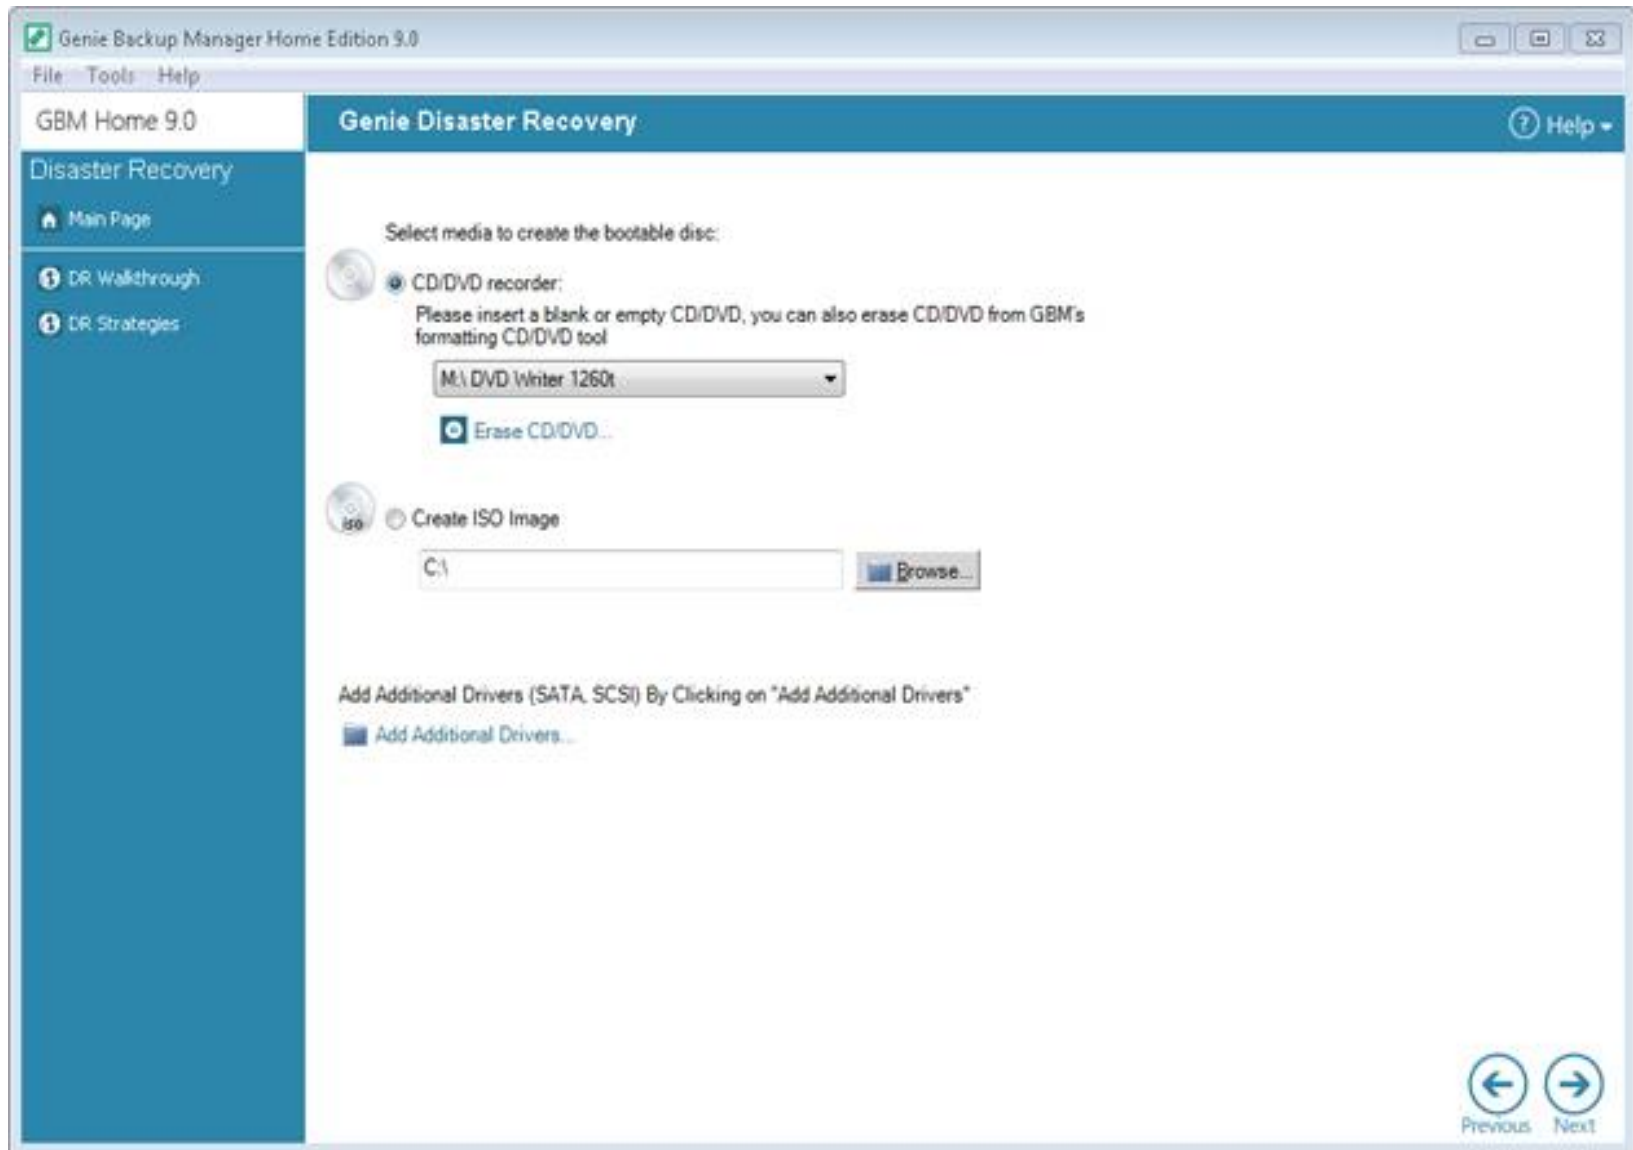 Genie Backup Manager Home Edition 9.0
File Tools Help
GBM Home 9.0
Genie Disaster Recovery
Help
Disaster Recovery
Main Page
DR Walkthrough
DR Strategies
Select media to create the bootable disc:
CD/DVD recorder:
Please insert a blank or empty CD/DVD, you can also erase CD/DVD from GBM's
formatting CD/DVD tool
M:\ DVD Writer 1260t
Erase CD/DVD...
iso
Create ISO Image
C:\
Browse...
Add Additional Drivers (SATA, SCSI) By Clicking on "Add Additional Drivers"
Add Additional Drivers...
Previous Next